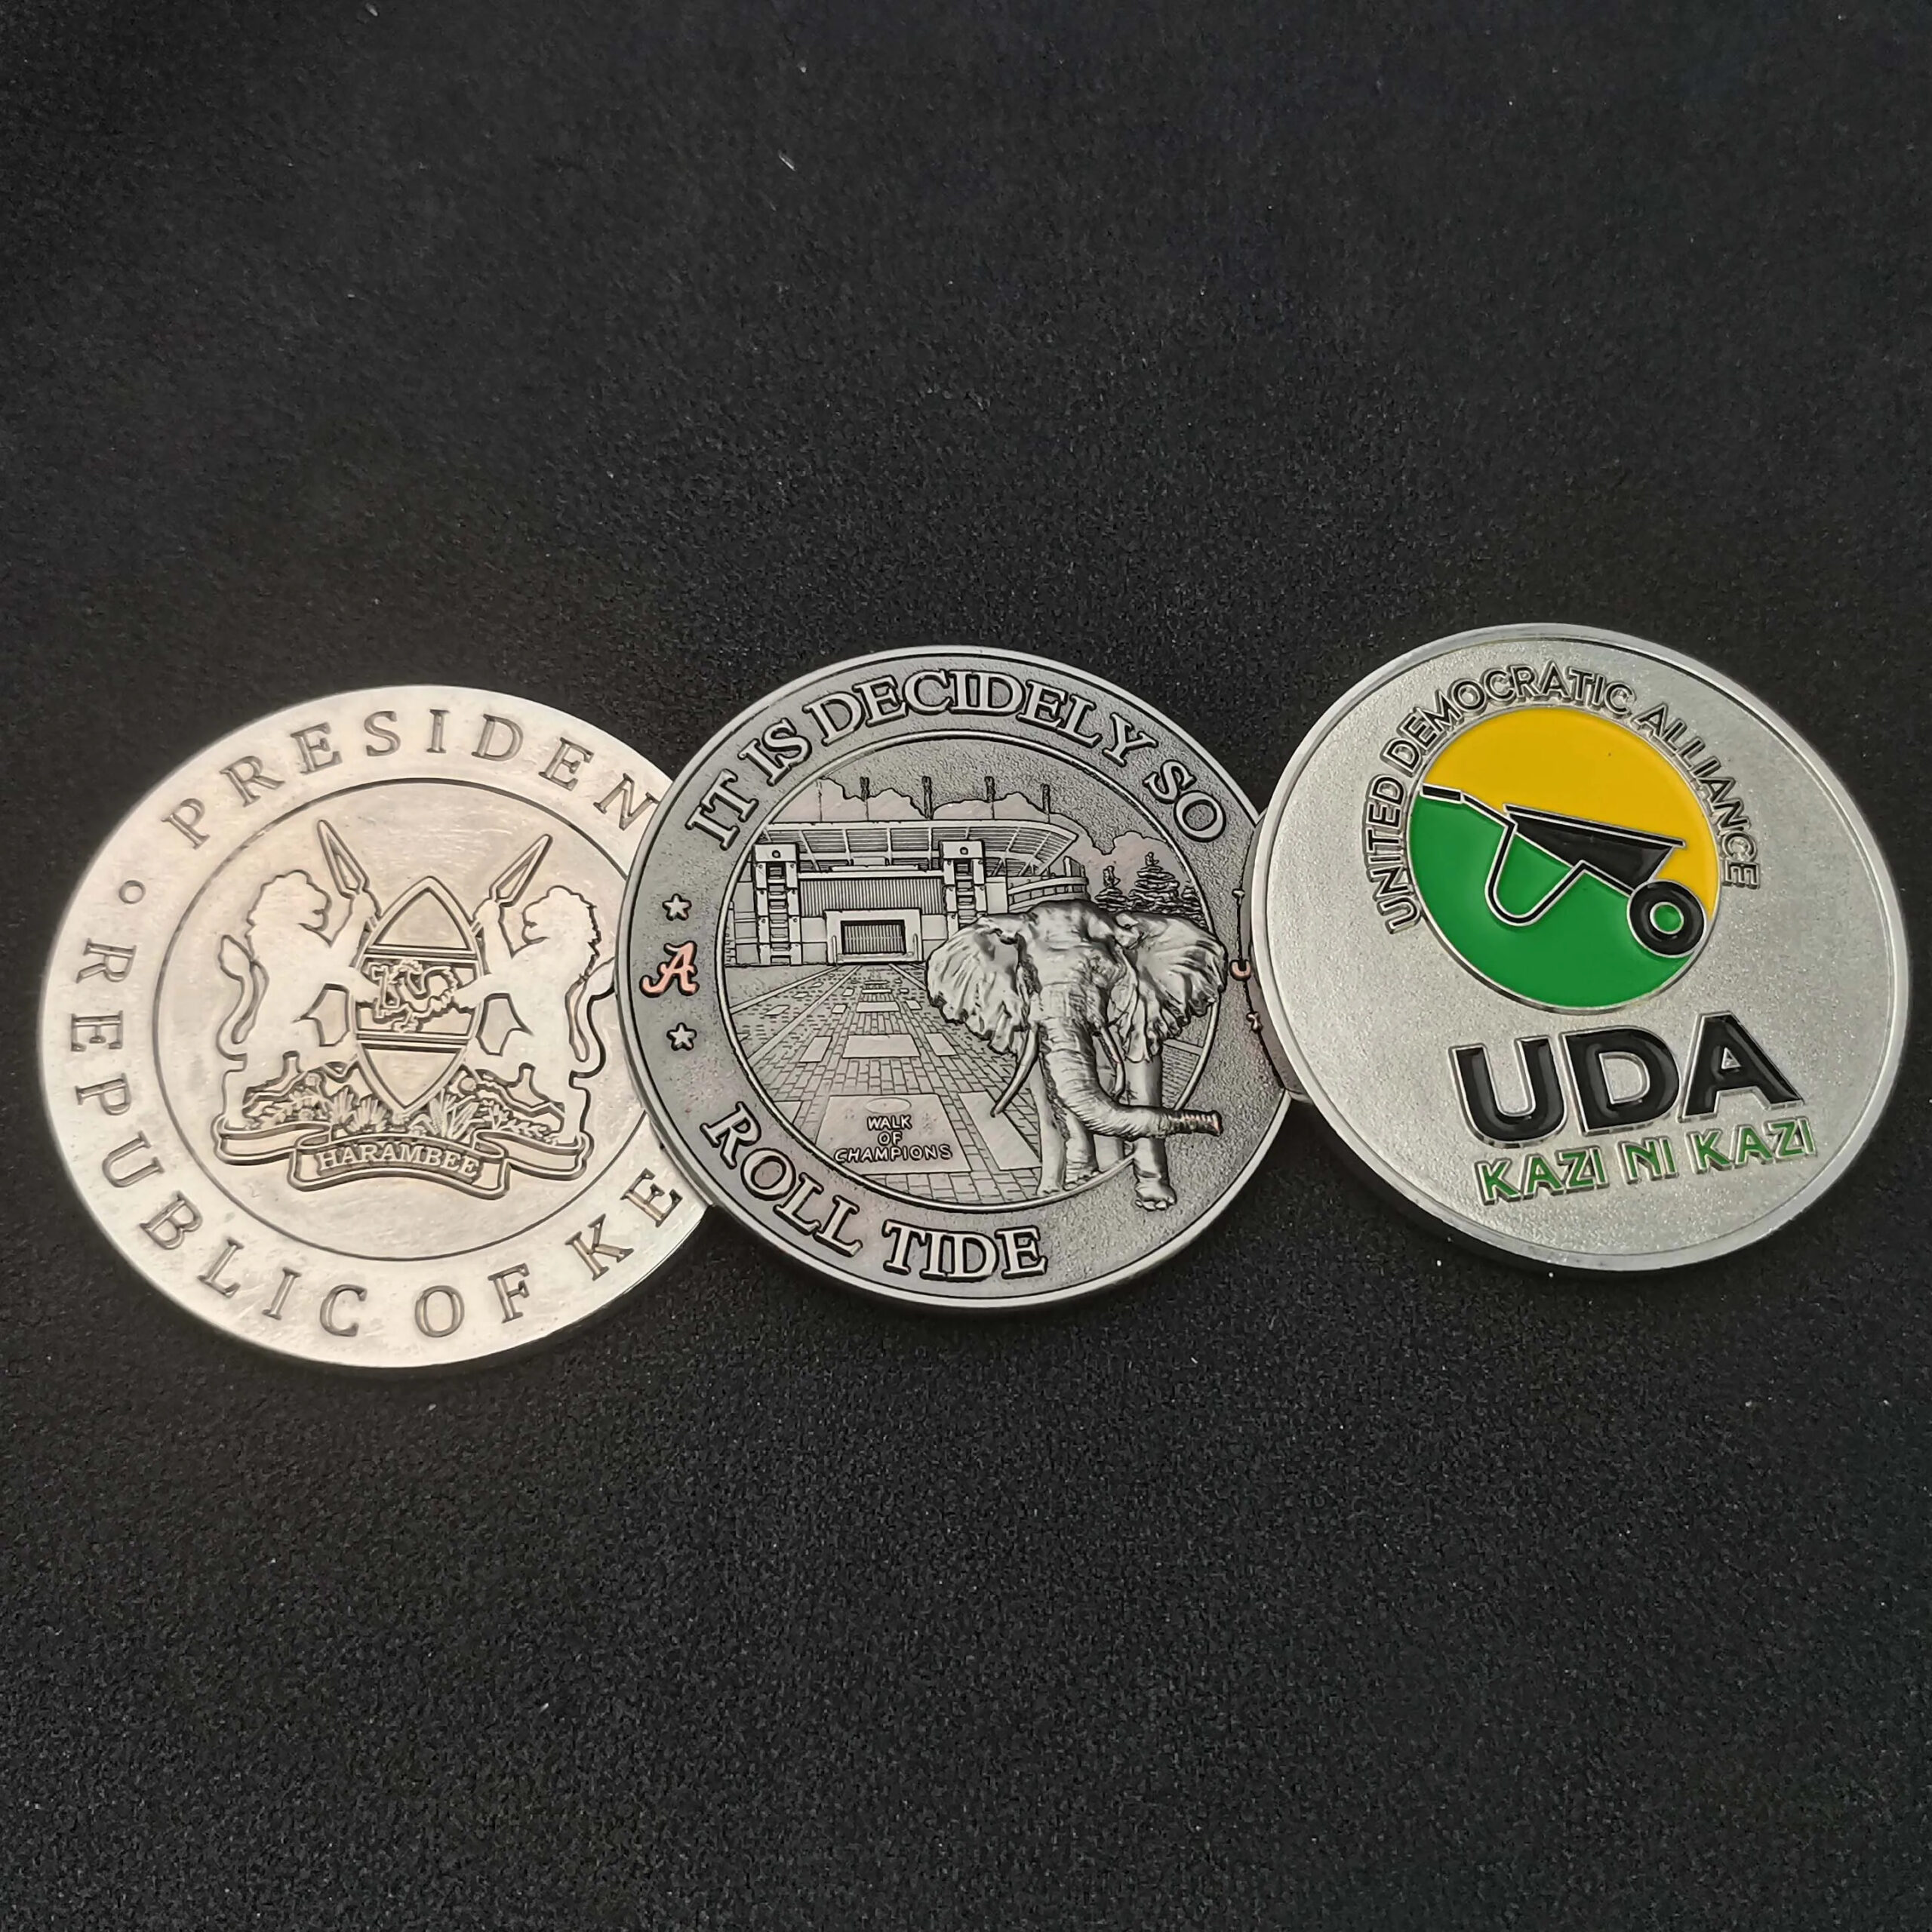 PRESIDEN
REPUBLIC OF KE
HARAMBEE
IT IS DECIDELY SO
A
WALK
OF
CHAMPIONS
ROLL TIDE
UNITED DEMOCRATIC ALLIANCE
UDA
KAZI NI KAZI